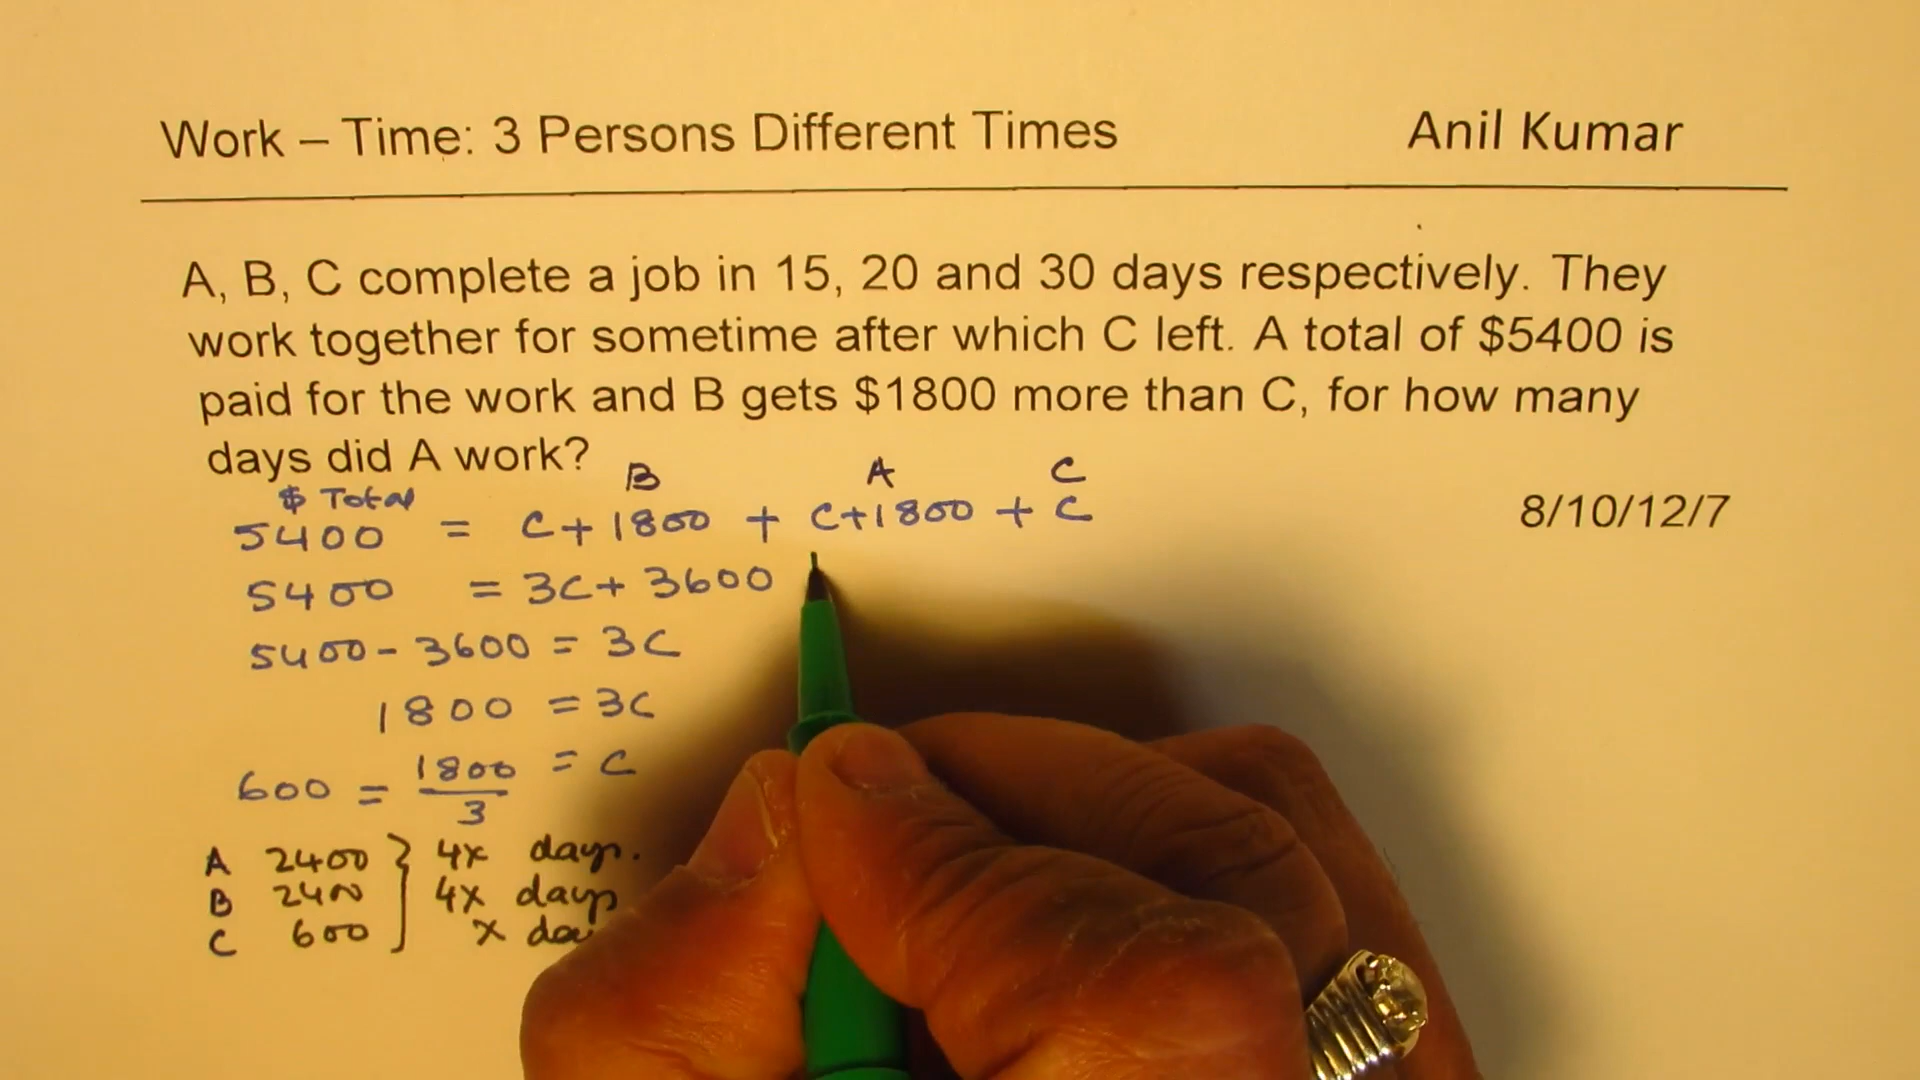 Work – Time: 3 Persons Different Times Anil Kumar
A, B, C complete a job in 15, 20 and 30 days respectively. They
work together for sometime after which C left. A total of $5400 is
paid for the work and B gets $1800 more than C, for how many
days did A work?
B A C
$ Total
5400 = C+1800 + C+1800 + C
8/10/12/7
5400 = 3C+ 3600
5400 - 3600 = 3C
1800 = 3C
600 = 1800/3 = C
A 2400 } 4x days.
B 2400 4x days
C 600 x